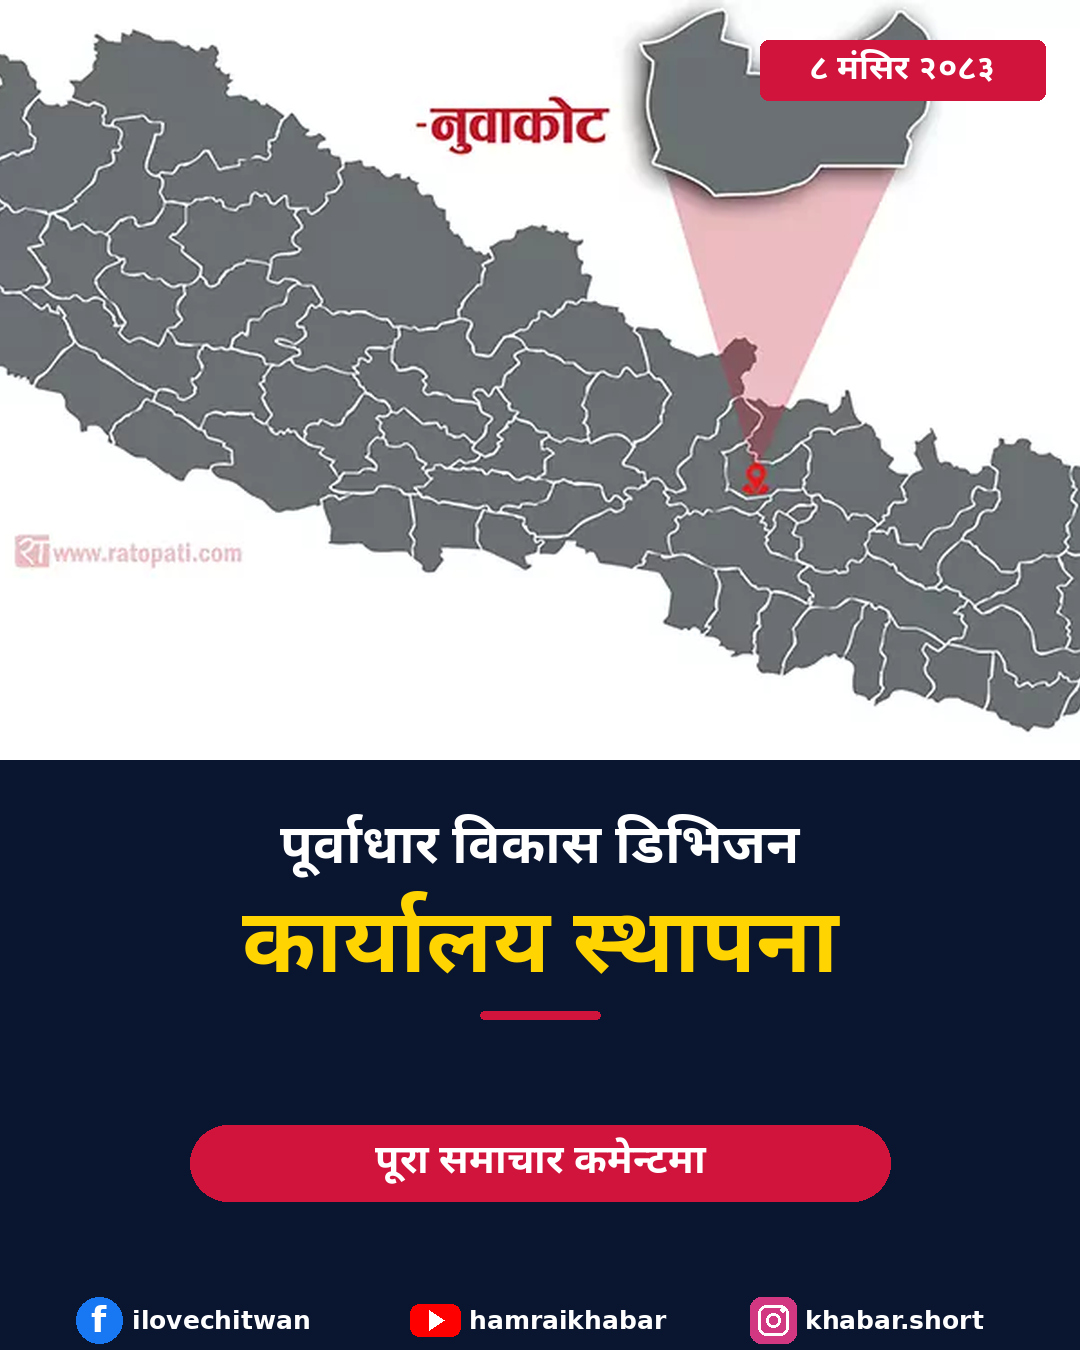 ८ मंसिर २०८३
-नुवाकोट
रा www.ratopati.com
पूर्वाधार विकास डिभिजन
कार्यालय स्थापना
पूरा समाचार कमेन्टमा
f ilovechitwan
hamraikhabar
khabar.short